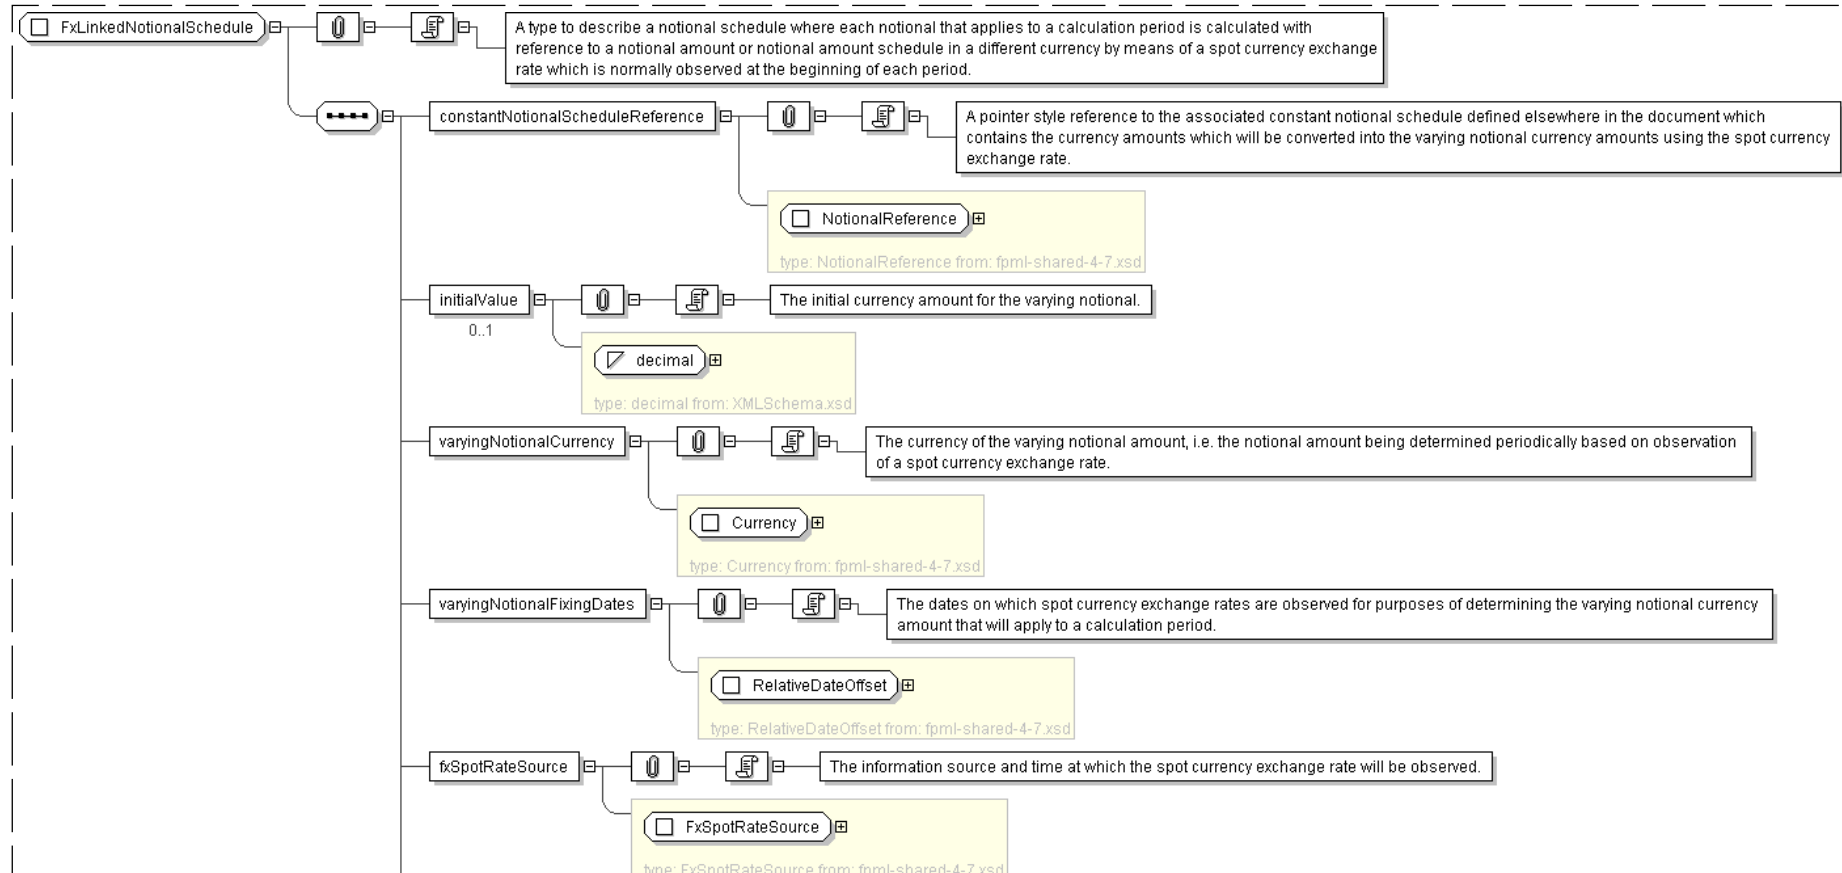 FxLinkedNotionalSchedule
A type to describe a notional schedule where each notional that applies to a calculation period is calculated with
reference to a notional amount or notional amount schedule in a different currency by means of a spot currency exchange
rate which is normally observed at the beginning of each period.
constantNotionalScheduleReference
A pointer style reference to the associated constant notional schedule defined elsewhere in the document which
contains the currency amounts which will be converted into the varying notional currency amounts using the spot currency
exchange rate.
NotionalReference
type: NotionalReference from: fpml-shared-4-7.xsd
initialValue
The initial currency amount for the varying notional.
0..1
decimal
type: decimal from: XMLSchema.xsd
varyingNotionalCurrency
The currency of the varying notional amount, i.e. the notional amount being determined periodically based on observation
of a spot currency exchange rate.
Currency
type: Currency from: fpml-shared-4-7.xsd
varyingNotionalFixingDates
The dates on which spot currency exchange rates are observed for purposes of determining the varying notional currency
amount that will apply to a calculation period.
RelativeDateOffset
type: RelativeDateOffset from: fpml-shared-4-7.xsd
fxSpotRateSource
The information source and time at which the spot currency exchange rate will be observed.
FxSpotRateSource
type: FxSpotRateSource from: fpml-shared-4-7.xsd